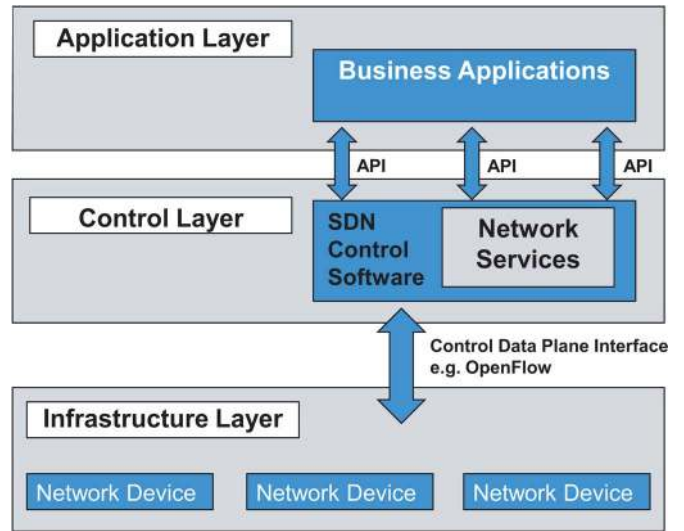 Application Layer
Business Applications
API
API
API
Control Layer
SDN
Control
Software
Network
Services
Control Data Plane Interface
e.g. OpenFlow
Infrastructure Layer
Network Device
Network Device
Network Device